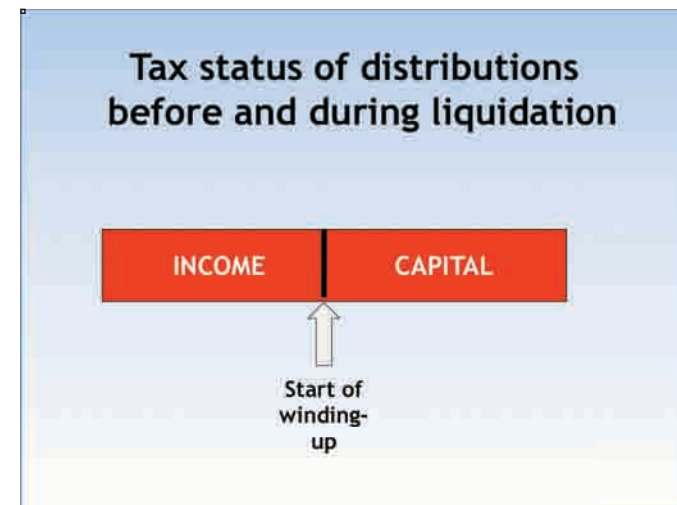 Tax status of distributions
before and during liquidation
INCOME
CAPITAL
Start of
winding-
up